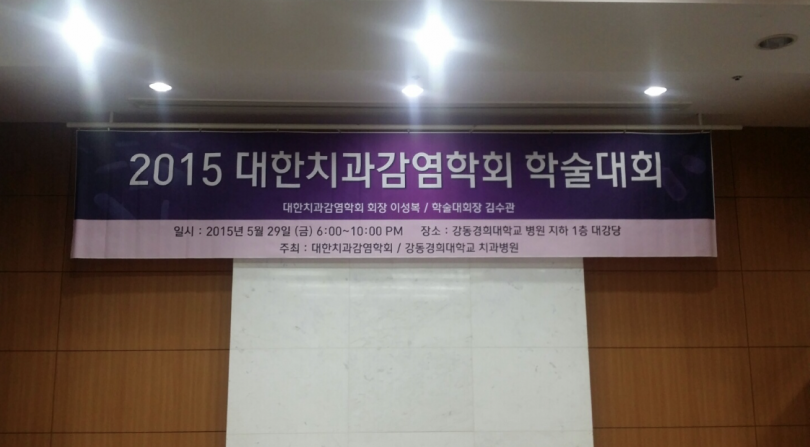 2015 대한치과감염학회 학술대회
대한치과감염학회 회장 이성복 / 학술대회장 김수관
일시 : 2015년 5월 29일 (금) 6:00~10:00 PM 장소 : 강동경희대학교 병원 지하 1층 대강당
주최 : 대한치과감염학회 / 강동경희대학교 치과병원